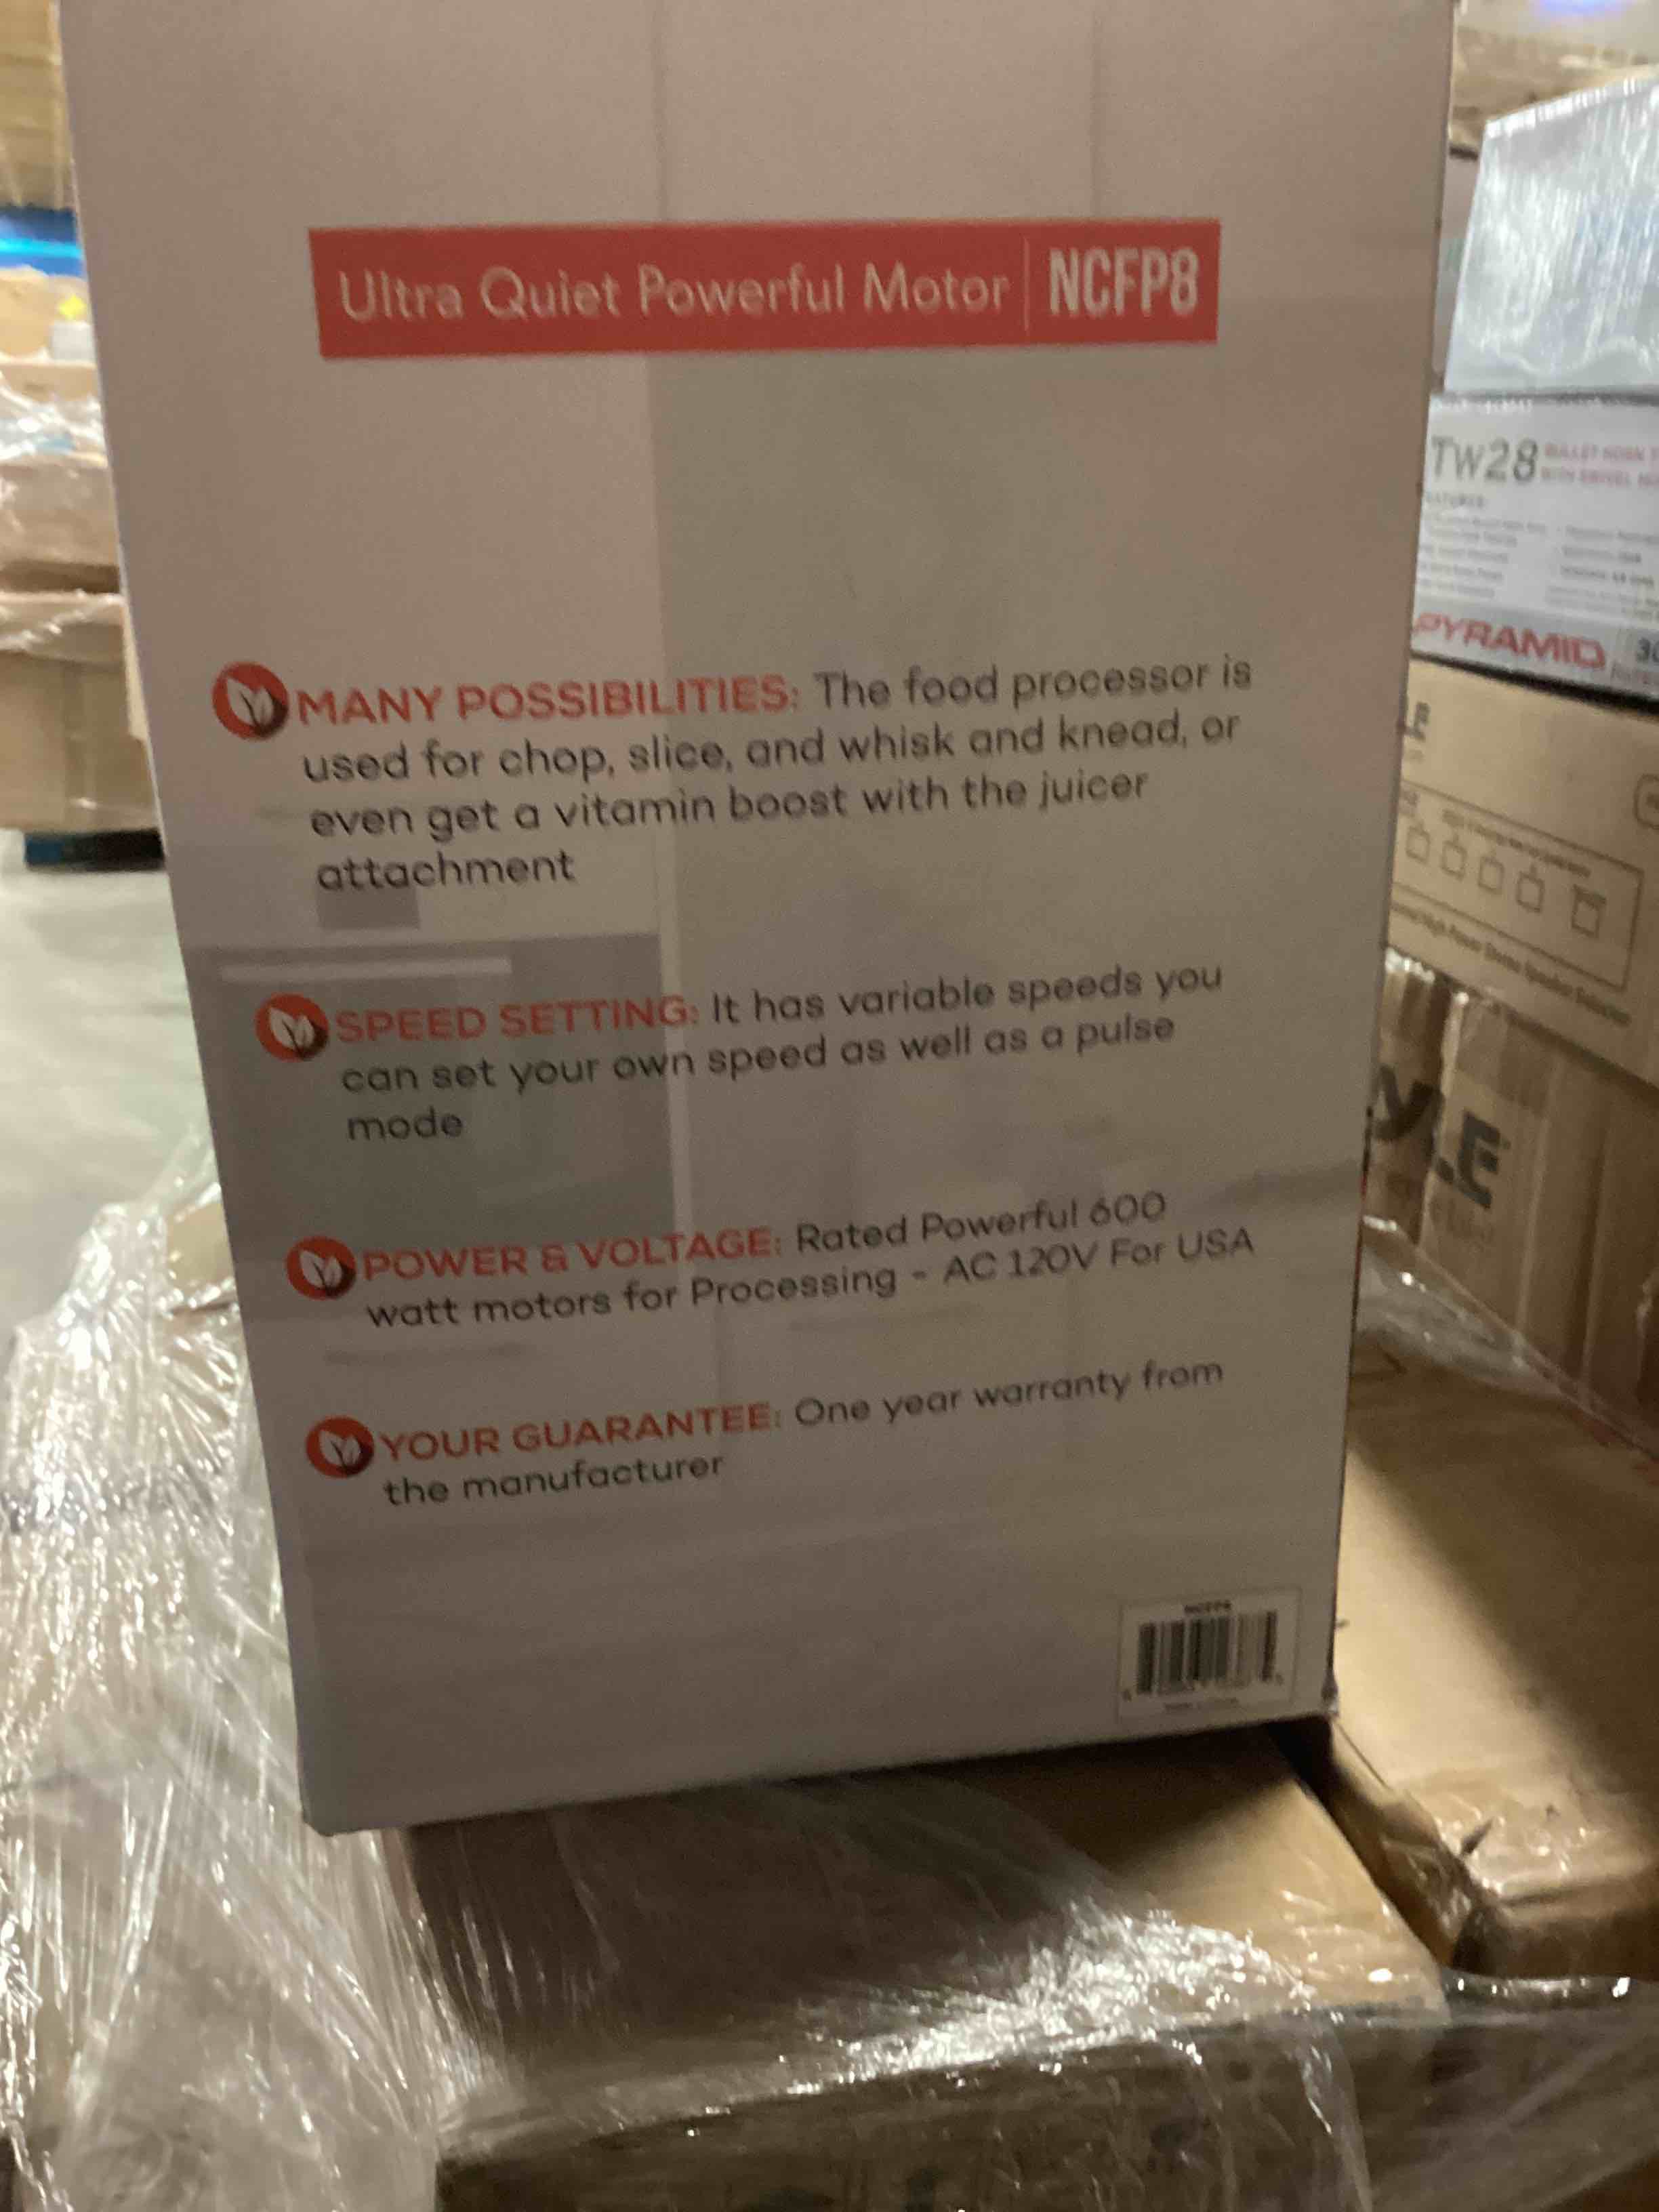 Ultra Quiet Powerful Motor | NCFP8
MANY POSSIBILITIES: The food processor is
used for chop, slice, and whisk and knead, or
even get a vitamin boost with the juicer
attachment
SPEED SETTING: It has variable speeds you
can set your own speed as well as a pulse
mode
POWER & VOLTAGE: Rated Powerful 600
watt motors for Processing - AC 120V For USA
YOUR GUARANTEE: One year warranty from
the manufacturer
NCFP8
TW28
PYRAMID
YLE